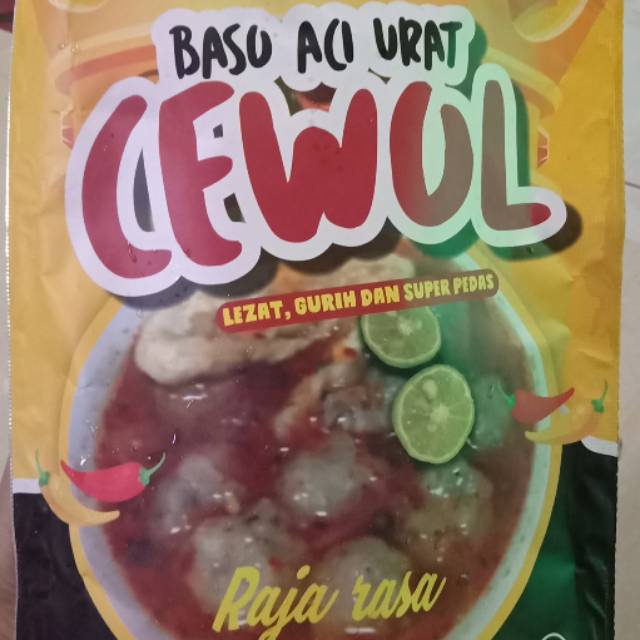 BASO ACI URAT
CEWOL
LEZAT, GURIH DAN SUPER PEDAS
Raja rasa